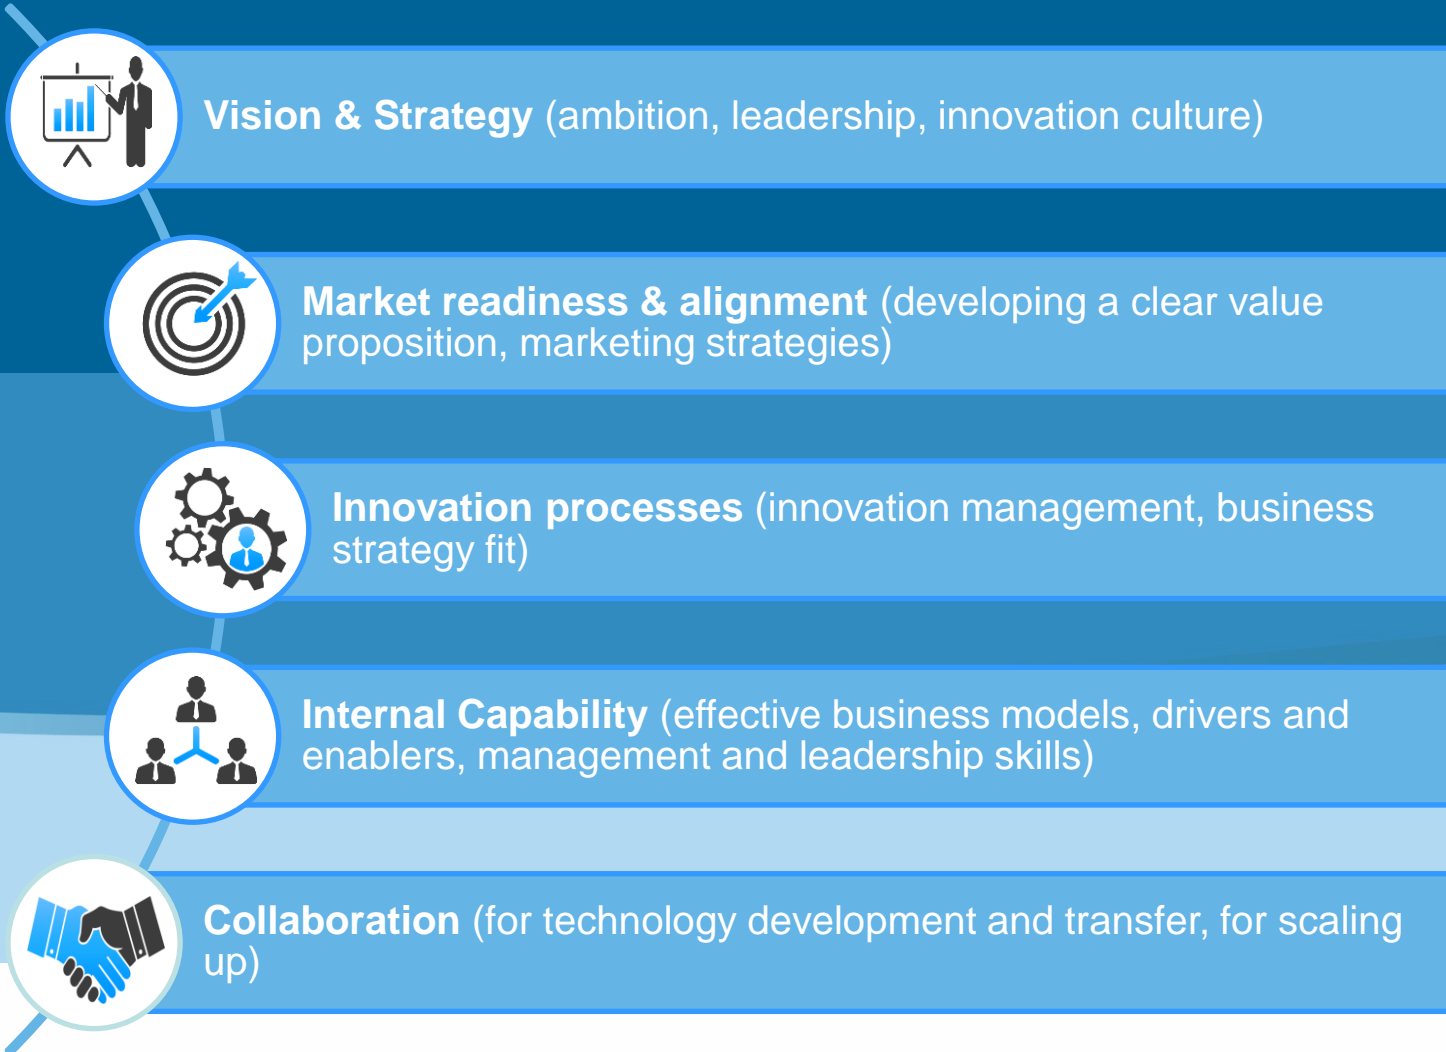 Vision & Strategy (ambition, leadership, innovation culture)
Market readiness & alignment (developing a clear value
proposition, marketing strategies)
Innovation processes (innovation management, business
strategy fit)
Internal Capability (effective business models, drivers and
enablers, management and leadership skills)
Collaboration (for technology development and transfer, for scaling
up)